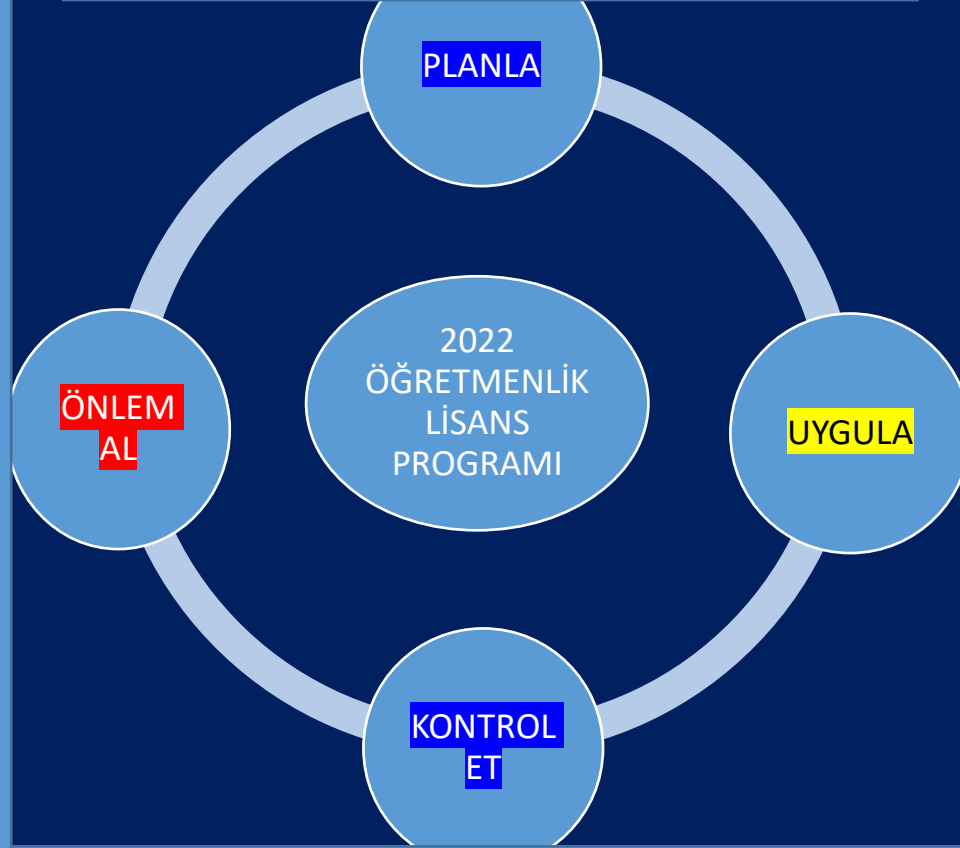 PLANLA
2022
ÖĞRETMENLİK
LİSANS
PROGRAMI
ÖNLEM
AL
UYGULA
KONTROL
ET